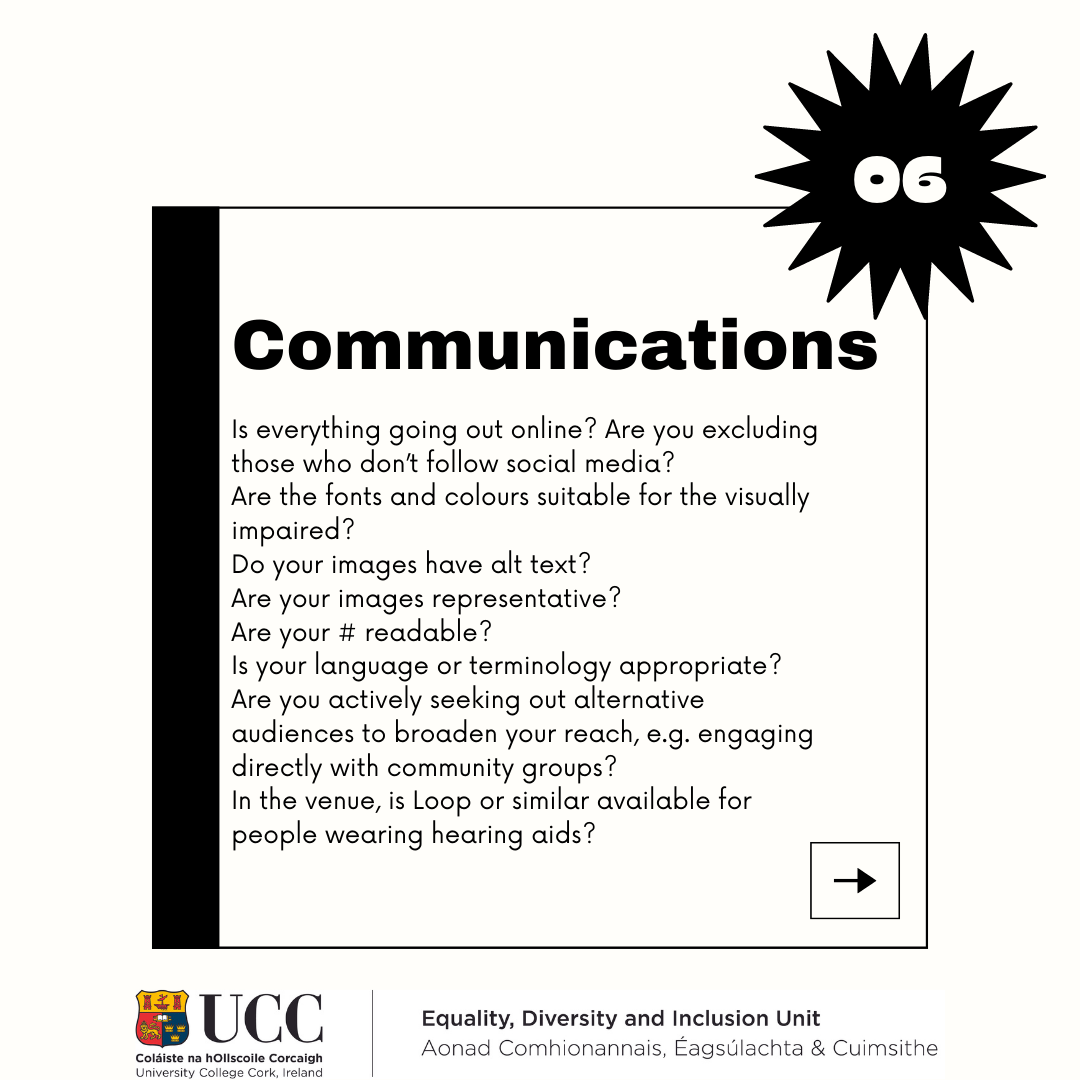 06
Communications
Is everything going out online? Are you excluding
those who don't follow social media?
Are the fonts and colours suitable for the visually
impaired?
Do your images have alt text?
Are your images representative?
Are your # readable?
Is your language or terminology appropriate?
Are you actively seeking out alternative
audiences to broaden your reach, e.g. engaging
directly with community groups?
In the venue, is Loop or similar available for
people wearing hearing aids?
UCC
Coláiste na hOllscoile Corcaigh
University College Cork, Ireland
Equality, Diversity and Inclusion Unit
Aonad Comhionannais, Éagsúlachta & Cuimsithe